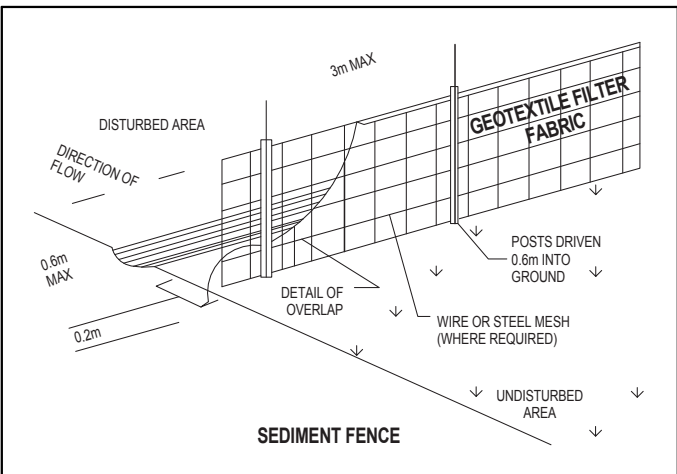 3m MAX
GEOTEXTILE FILTER
FABRIC
DISTURBED AREA
DIRECTION OF
FLOW
0.6m
MAX
0.2m
DETAIL OF
OVERLAP
POSTS DRIVEN
0.6m INTO
GROUND
WIRE OR STEEL MESH
(WHERE REQUIRED)
UNDISTURBED
AREA
SEDIMENT FENCE